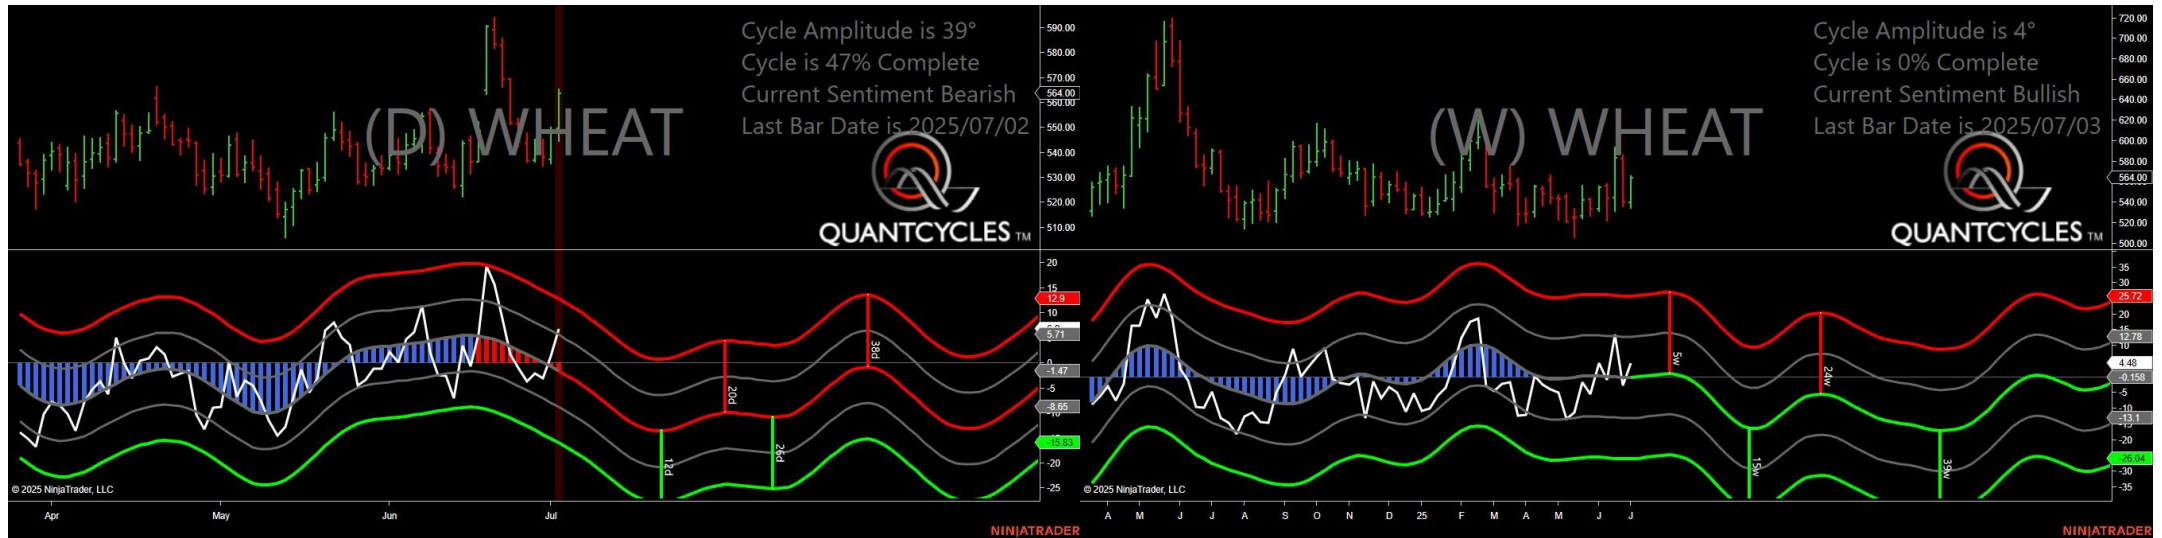 Cycle Amplitude is 39°
Cycle is 47% Complete
Current Sentiment Bearish
Last Bar Date is 2025/07/02
(D) WHEAT
QUANTCYCLES TM
590.00
580.00
570.00
564.00
560.00
550.00
540.00
530.00
520.00
510.00
20
15
12.9
10
5.71
0
-1.47
-5
-8.65
-15.83
-20
-25
12d
20d
26d
38d
© 2025 NinjaTrader, LLC
Apr
May
Jun
Jul
NINJATRADER
Cycle Amplitude is 4°
Cycle is 0% Complete
Current Sentiment Bullish
Last Bar Date is 2025/07/03
(W) WHEAT
QUANTCYCLES TM
720.00
700.00
680.00
660.00
640.00
620.00
600.00
580.00
564.00
540.00
520.00
500.00
35
30
25.72
20
12.78
10
4.48
-0.158
-5
-10
-13.1
-20
-26.04
-30
-35
5w
15w
24w
39w
© 2025 NinjaTrader, LLC
A M J J A S O N D 25 F M A M J J
NINJATRADER